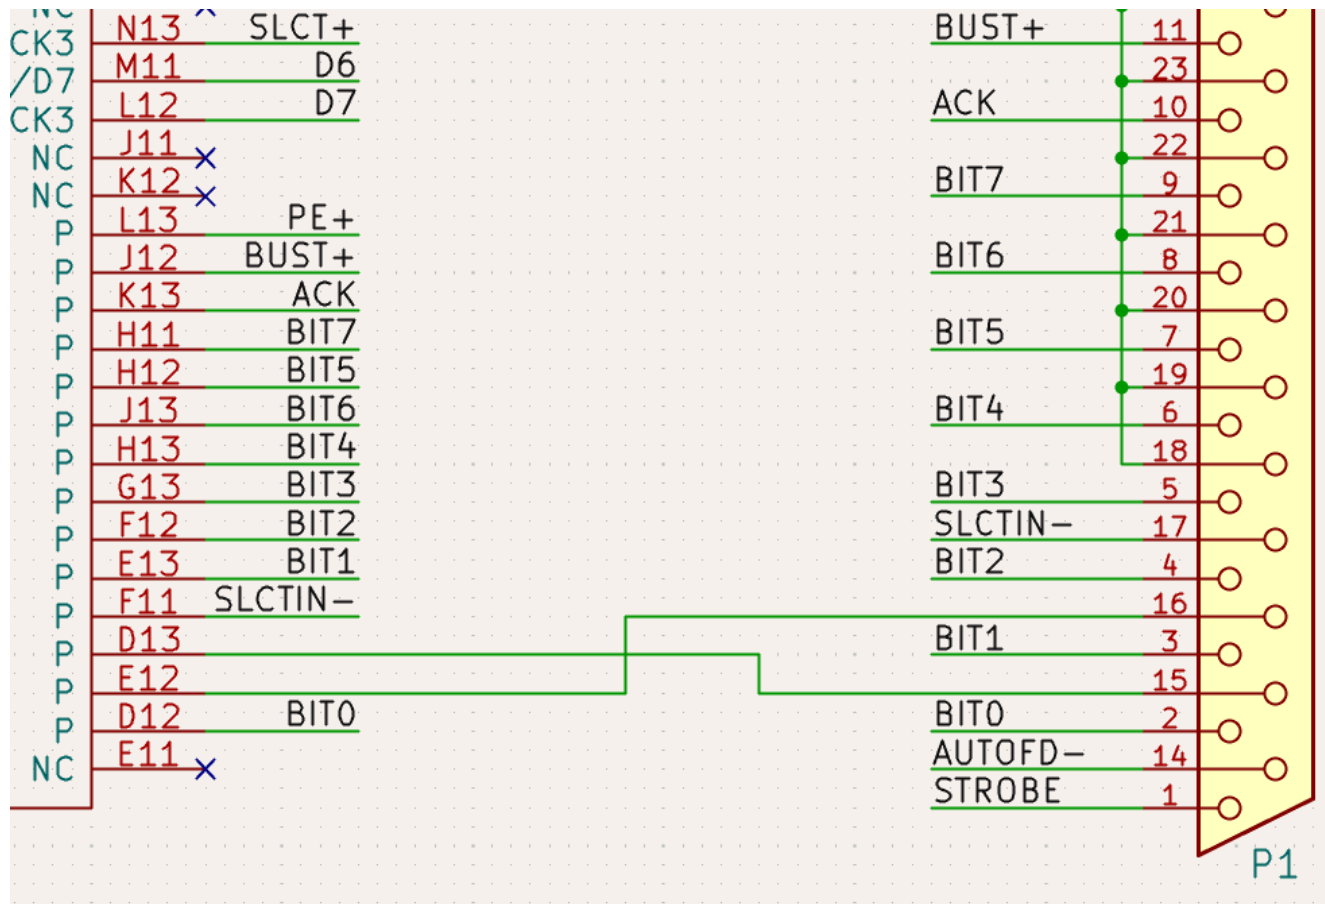 NC
CK3 N13 SLCT+ BUST+ 11
/D7 M11 D6 23
CK3 L12 D7 ACK 10
NC J11 22
NC K12 BIT7 9
P L13 PE+ 21
P J12 BUST+ BIT6 8
P K13 ACK 20
P H11 BIT7 BIT5 7
P H12 BIT5 19
P J13 BIT6 BIT4 6
P H13 BIT4 18
P G13 BIT3 BIT3 5
P F12 BIT2 SLCTIN- 17
P E13 BIT1 BIT2 4
P F11 SLCTIN- 16
P D13 BIT1 3
P E12 15
P D12 BIT0 BIT0 2
NC E11 AUTOFD- 14
STROBE 1
P1